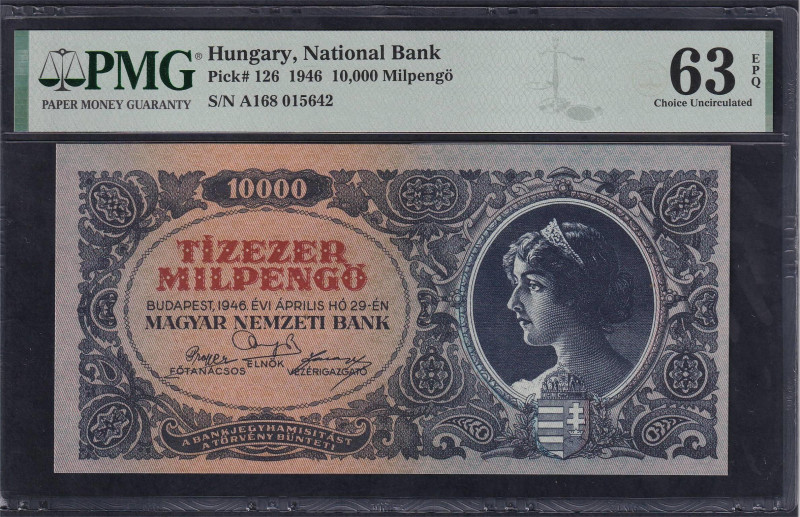 PMG®
PAPER MONEY GUARANTY
Hungary, National Bank
Pick# 126 1946 10,000 Milpengö
S/N A168 015642
63 EPQ
Choice Uncirculated
10000
TÍZEZER
MILPENGŐ
BUDAPEST, 1946. ÉVI ÁPRILIS HÓ 29-ÉN
MAGYAR NEMZETI BANK
ELNÖK
FŐTANÁCSOS VEZÉRIGAZGATÓ
A BANKJEGYHAMISÍTÁST
A TÖRVÉNY BÜNTETI